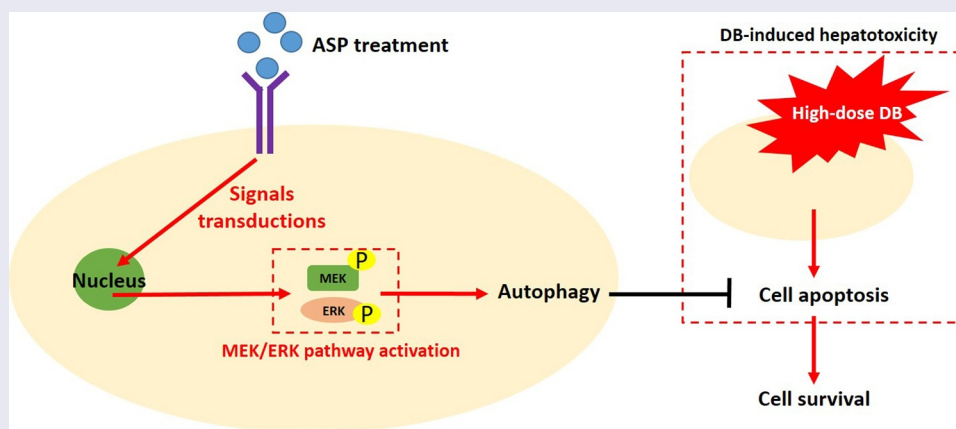 ASP treatment
Signals
transductions
Nucleus
MEK
P
ERK
P
MEK/ERK pathway activation
Autophagy
DB-induced hepatotoxicity
High-dose DB
Cell apoptosis
Cell survival